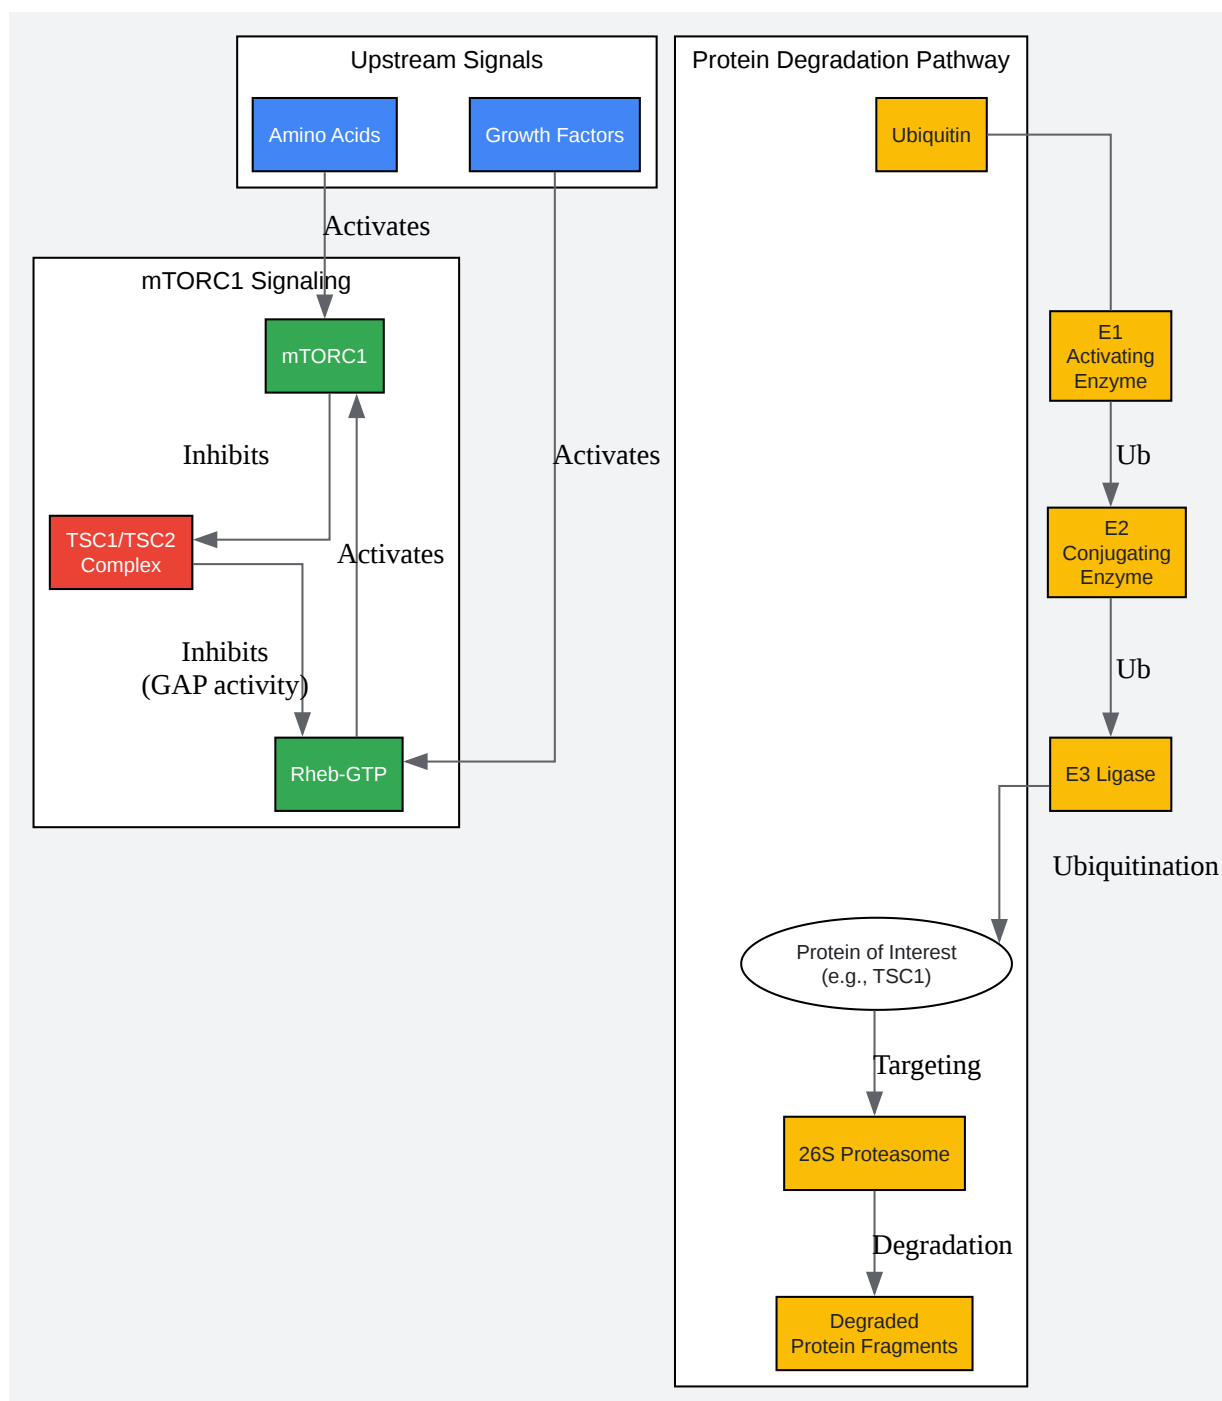 Upstream Signals
Amino Acids
Growth Factors
Activates
mTORC1 Signaling
mTORC1
Inhibits
Activates
TSC1/TSC2
Complex
Activates
Inhibits
(GAP activity)
Rheb-GTP
Protein Degradation Pathway
Ubiquitin
E1
Activating
Enzyme
Ub
E2
Conjugating
Enzyme
Ub
E3 Ligase
Ubiquitination
Protein of Interest
(e.g., TSC1)
Targeting
26S Proteasome
Degradation
Degraded
Protein Fragments